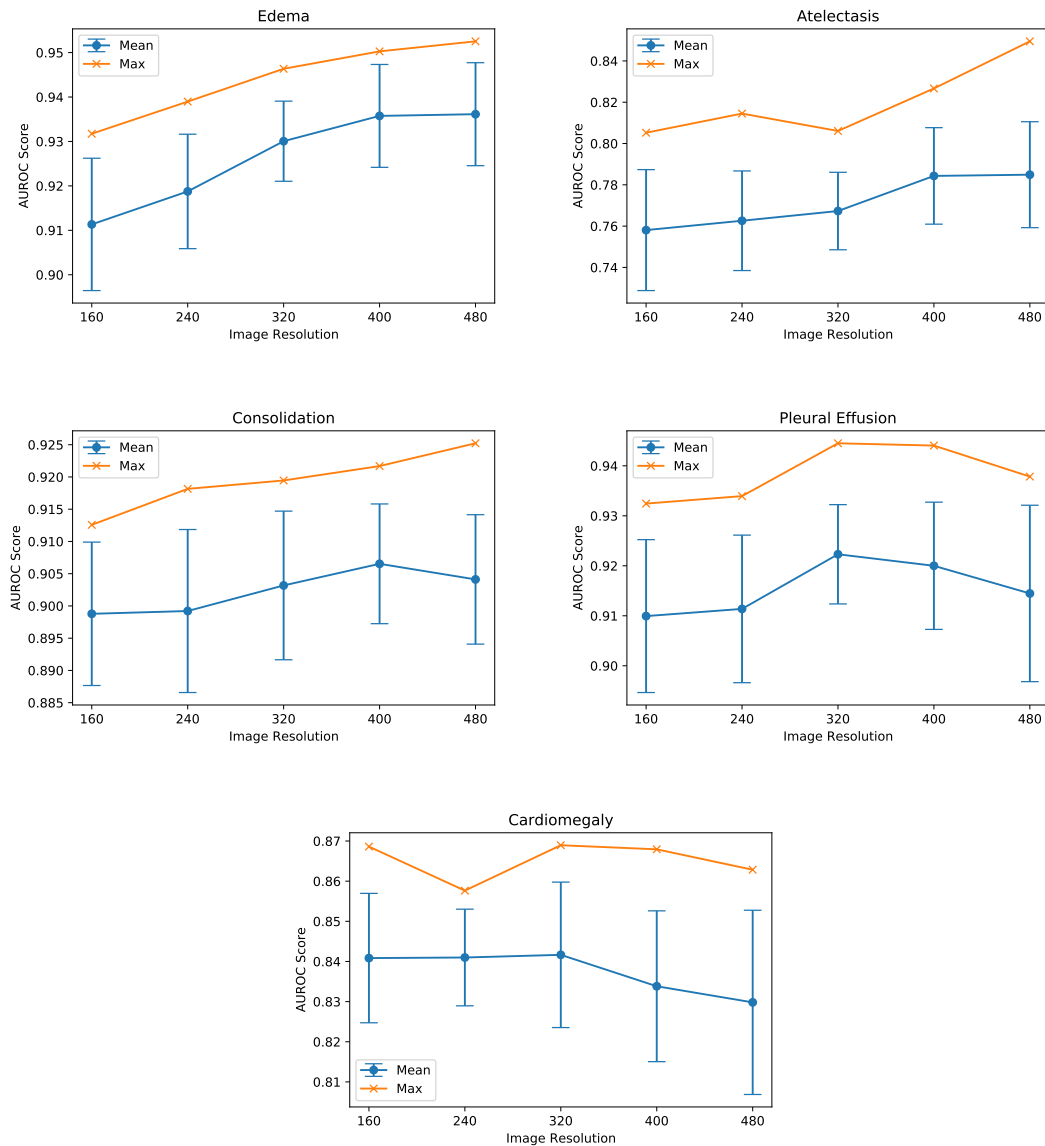 Edema
Mean
Max
0.95
0.94
0.93
0.92
0.91
0.90
AUROC Score
160 240 320 400 480
Image Resolution
Atelectasis
Mean
Max
0.84
0.82
0.80
0.78
0.76
0.74
AUROC Score
160 240 320 400 480
Image Resolution
Consolidation
Mean
Max
0.925
0.920
0.915
0.910
0.905
0.900
0.895
0.890
0.885
AUROC Score
160 240 320 400 480
Image Resolution
Pleural Effusion
Mean
Max
0.94
0.93
0.92
0.91
0.90
AUROC Score
160 240 320 400 480
Image Resolution
Cardiomegaly
0.87
0.86
0.85
0.84
0.83
0.82
0.81
AUROC Score
Mean
Max
160 240 320 400 480
Image Resolution